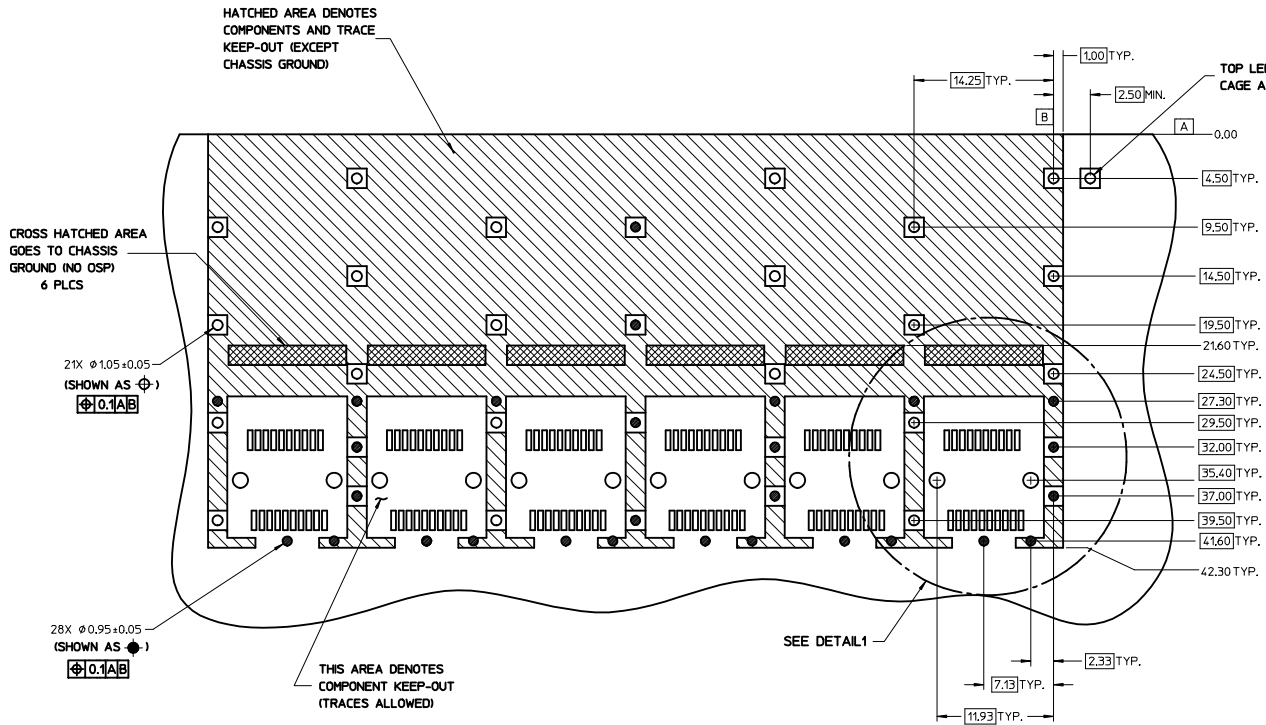 HATCHED AREA DENOTES
COMPONENTS AND TRACE
KEEP-OUT (EXCEPT
CHASSIS GROUND)
1.00 TYP.
14.25 TYP.
TOP LE
CAGE A
2.50 MIN.
B
A
0.00
4.50 TYP.
CROSS HATCHED AREA
GOES TO CHASSIS
GROUND (NO OSP)
6 PLCS
9.50 TYP.
14.50 TYP.
19.50 TYP.
21.60 TYP.
21X Ø1.05±0.05
(SHOWN AS ⌖)
⌖ 0.1 A B
24.50 TYP.
27.30 TYP.
29.50 TYP.
32.00 TYP.
35.40 TYP.
37.00 TYP.
39.50 TYP.
41.60 TYP.
42.30 TYP.
28X Ø0.95±0.05
(SHOWN AS ●)
⌖ 0.1 A B
SEE DETAIL1
THIS AREA DENOTES
COMPONENT KEEP-OUT
(TRACES ALLOWED)
2.33 TYP.
7.13 TYP.
11.93 TYP.